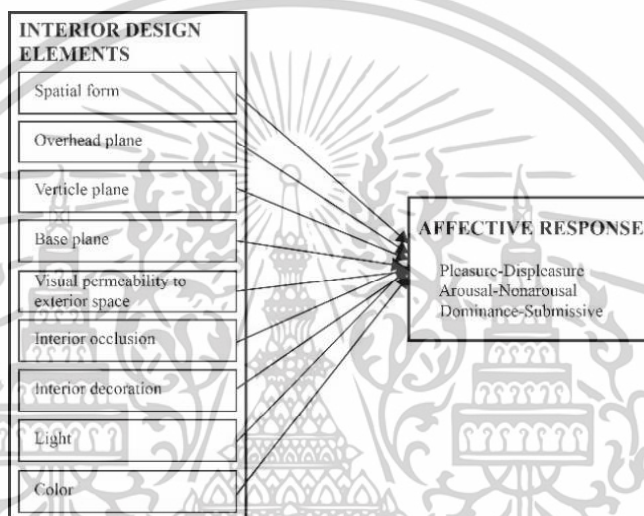 INTERIOR DESIGN
ELEMENTS
Spatial form
Overhead plane
Verticle plane
Base plane
Visual permeability to
exterior space
Interior occlusion
Interior decoration
Light
Color
AFFECTIVE RESPONSE
Pleasure-Displeasure
Arousal-Nonarousal
Dominance-Submissive